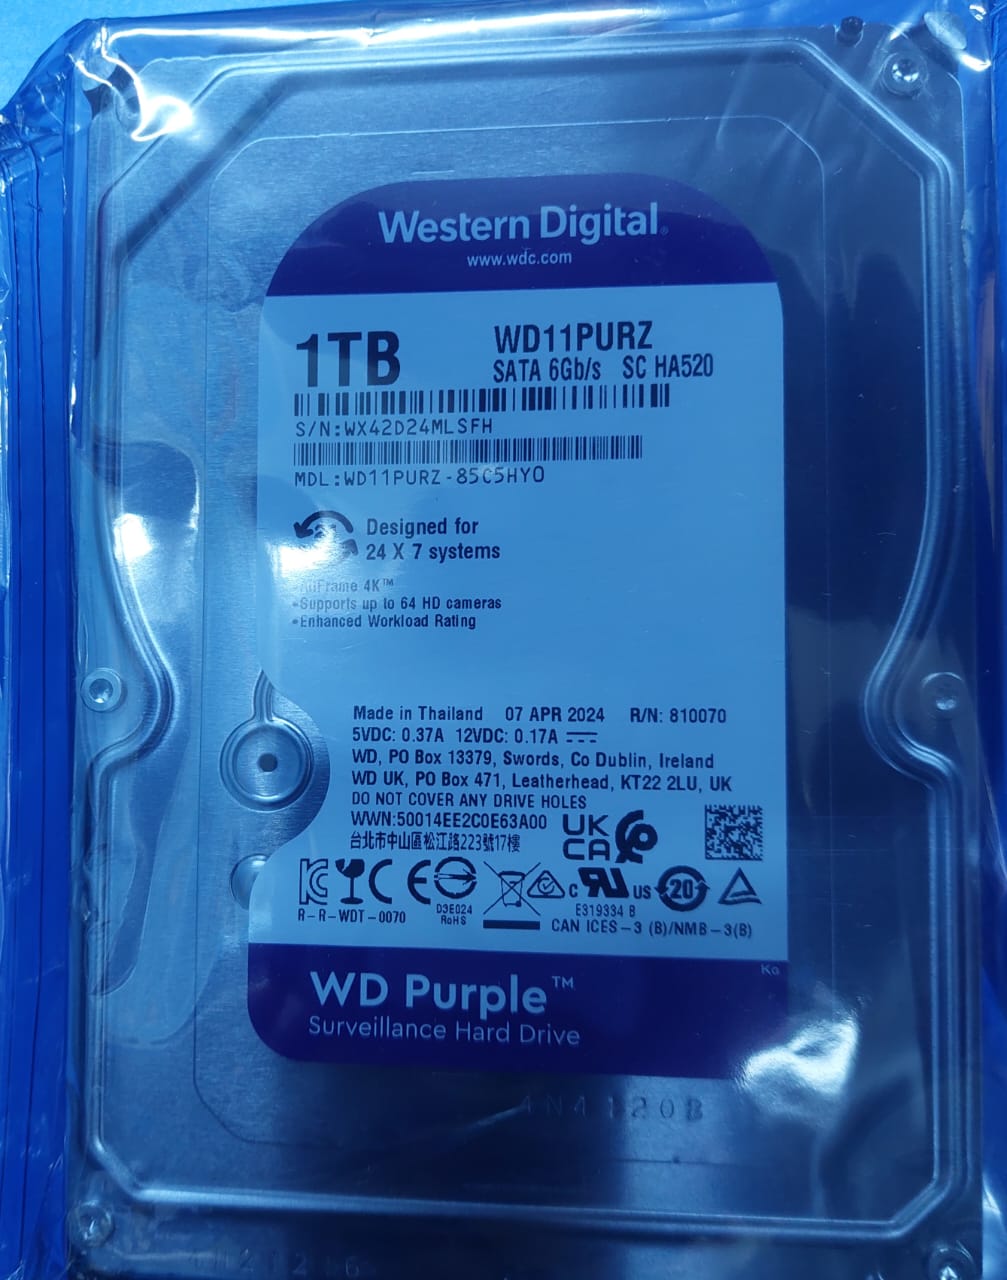 Western Digital®
www.wdc.com
1TB
WD11PURZ
SATA 6Gb/s SC HA520
S/N:WX42D24MLSFH
MDL:WD11PURZ-85C5HY0
Designed for
24 X 7 systems
•AllFrame 4K™
•Supports up to 64 HD cameras
•Enhanced Workload Rating
Made in Thailand 07 APR 2024 R/N: 810070
5VDC: 0.37A 12VDC: 0.17A
WD, PO Box 13379, Swords, Co Dublin, Ireland
WD UK, PO Box 471, Leatherhead, KT22 2LU, UK
DO NOT COVER ANY DRIVE HOLES
WWN:50014EE2C0E63A00
UK
CA
台北市中山區松江路223號17樓
CE
C US
20
R-R-WDT-0070
D3E024
RoHS
E319334 B
CAN ICES-3 (B)/NMB-3(B)
WD Purple™
Surveillance Hard Drive
Ka